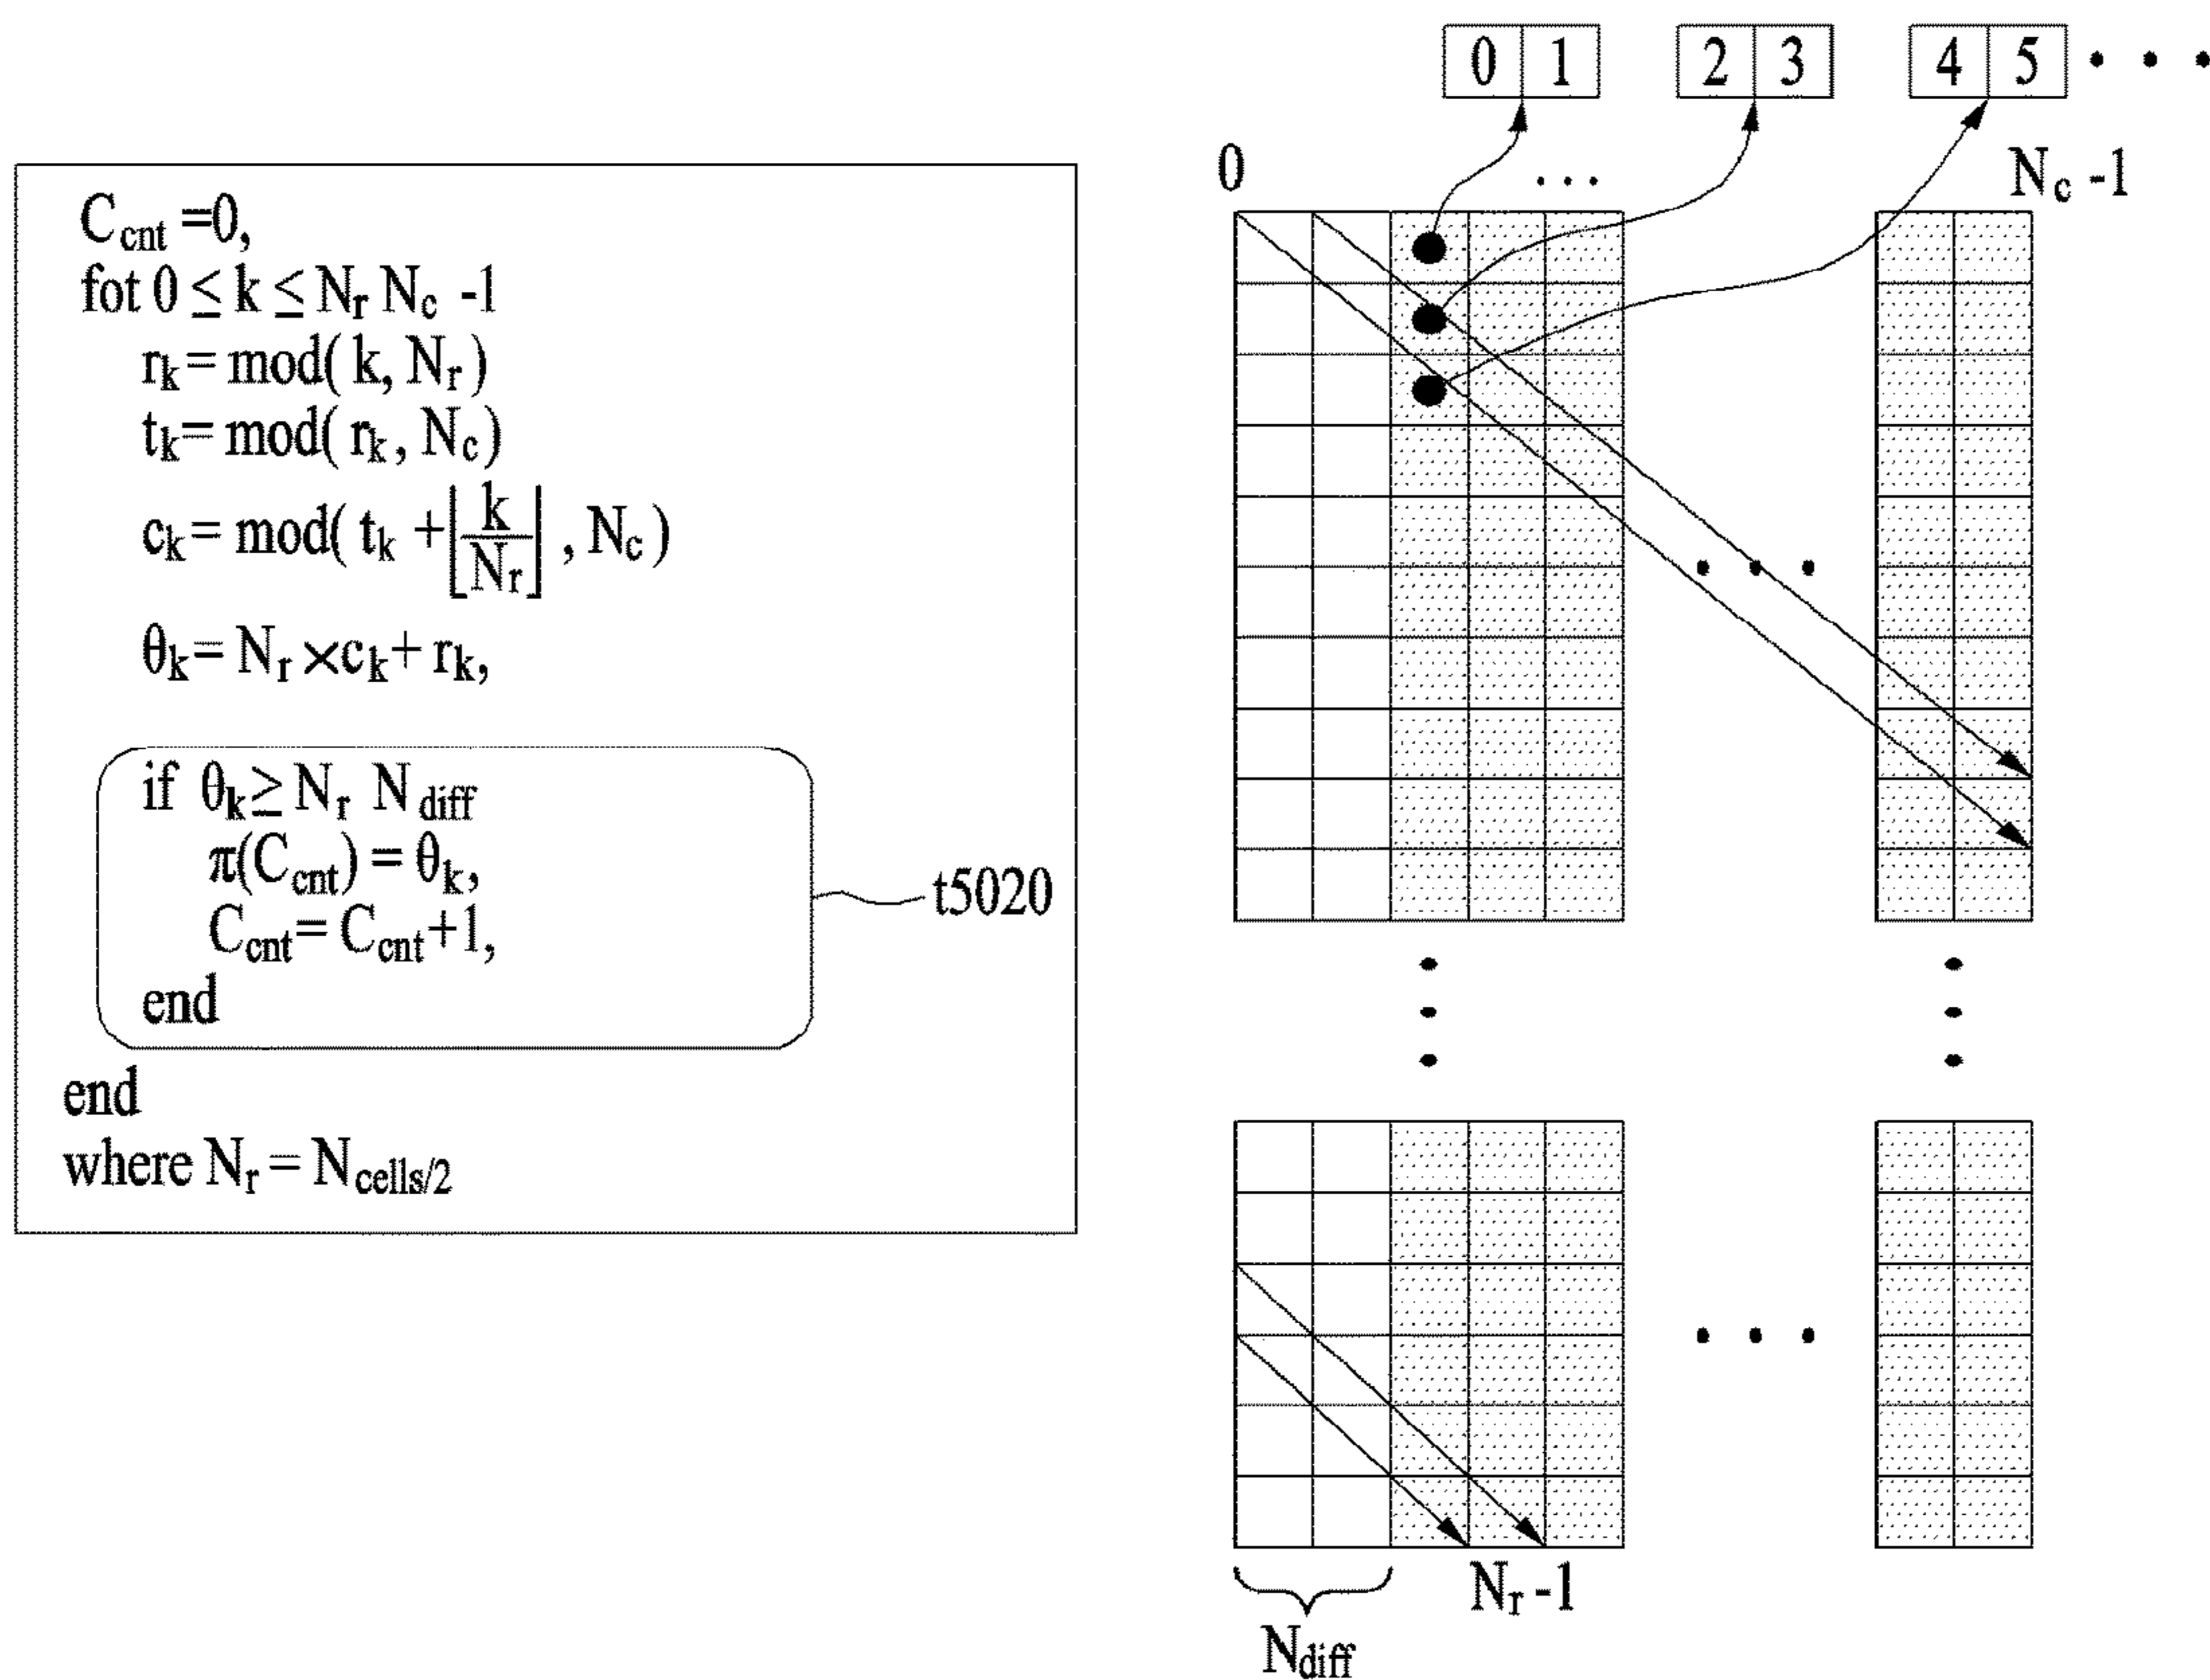 C_cnt =0,
fot 0 ≤ k ≤ N_r N_c -1
r_k = mod( k, N_r )
t_k = mod( r_k , N_c )
c_k = mod( t_k + ⌊k/N_r⌋ , N_c )
θ_k = N_r × c_k + r_k,
if θ_k ≥ N_r N_diff
π(C_cnt) = θ_k,
C_cnt = C_cnt +1,
end
t5020
end
where N_r = N_cells/2
0 1 2 3 4 5 • • •
0 ... N_c -1
N_r -1
N_diff